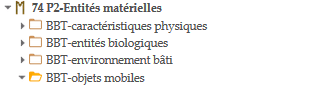 74 P2-Entités matérielles
BBT-caractéristiques physiques
BBT-entités biologiques
BBT-environnement bâti
BBT-objets mobiles